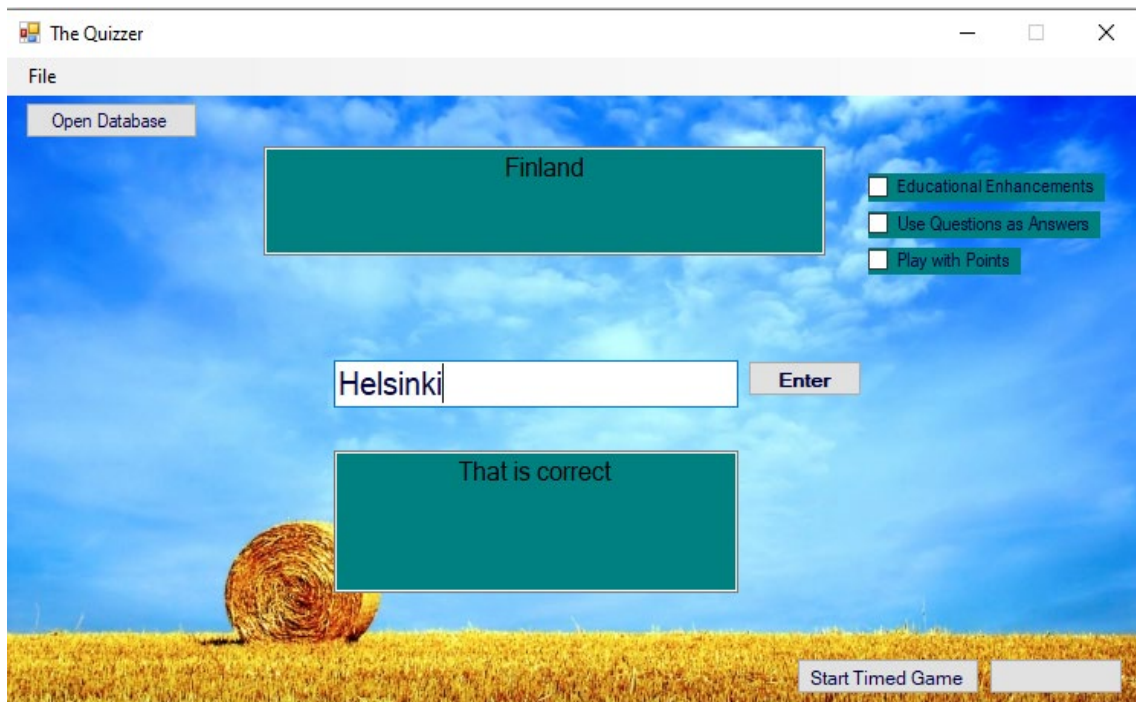 The Quizzer
File
Open Database
Finland
Educational Enhancements
Use Questions as Answers
Play with Points
Helsinki
Enter
That is correct
Start Timed Game